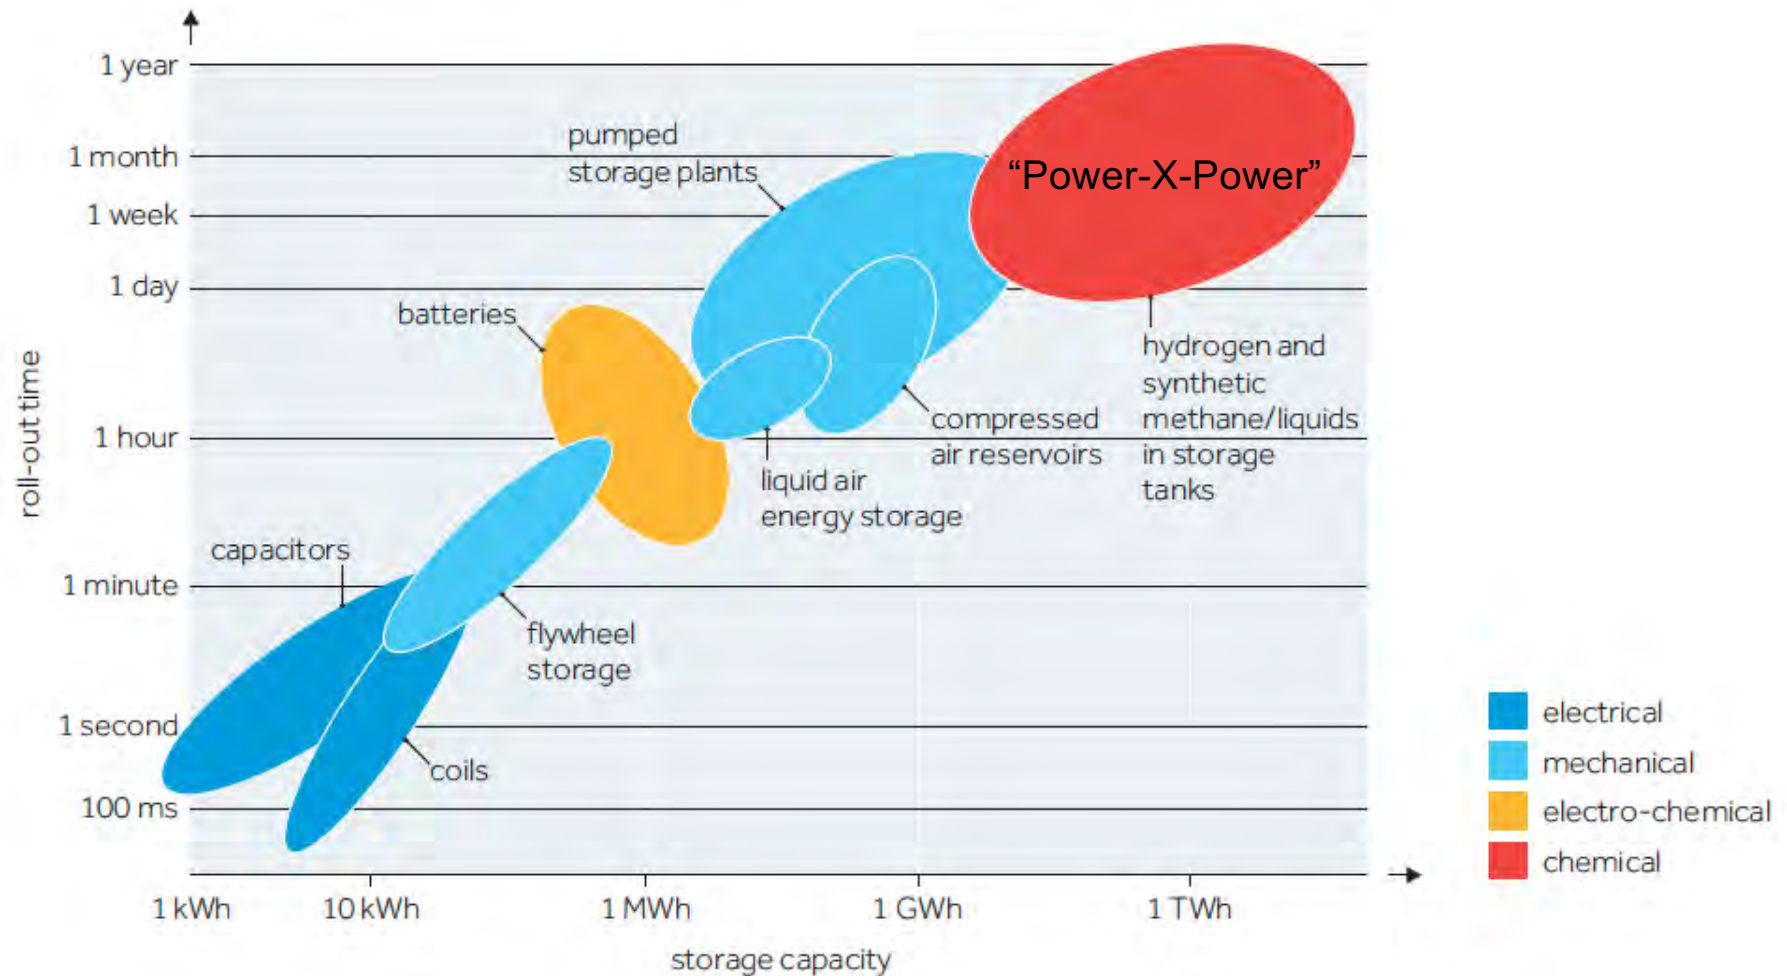 1 year
1 month
1 week
1 day
1 hour
1 minute
1 second
100 ms
roll-out time
pumped
storage plants
“Power-X-Power”
batteries
hydrogen and
synthetic
methane/liquids
in storage
tanks
compressed
air reservoirs
liquid air
energy storage
capacitors
flywheel
storage
coils
electrical
mechanical
electro-chemical
chemical
1 kWh
10 kWh
1 MWh
1 GWh
1 TWh
storage capacity